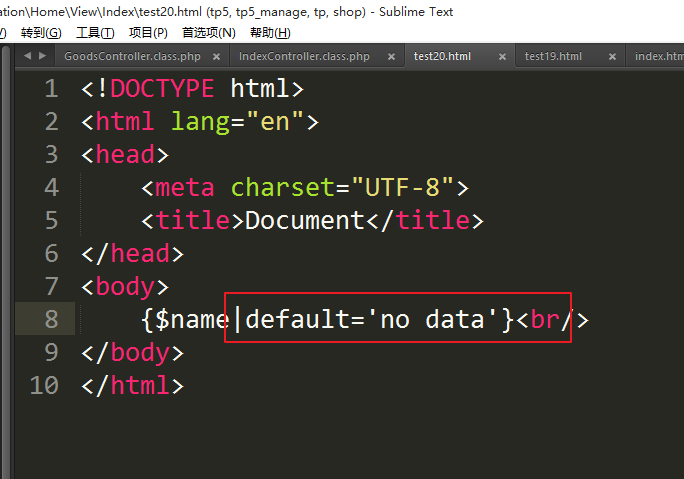 ation\Home\View\Index\test20.html (tp5, tp5_manage, tp, shop) - Sublime Text
V) 转到(G) 工具(T) 项目(P) 首选项(N) 帮助(H)
GoodsController.class.php × IndexController.class.php × test20.html × test19.html × index.htm
1 <!DOCTYPE html>
2 <html lang="en">
3 <head>
4 <meta charset="UTF-8">
5 <title>Document</title>
6 </head>
7 <body>
8 {$name|default='no data'}<br/>
9 </body>
10 </html>